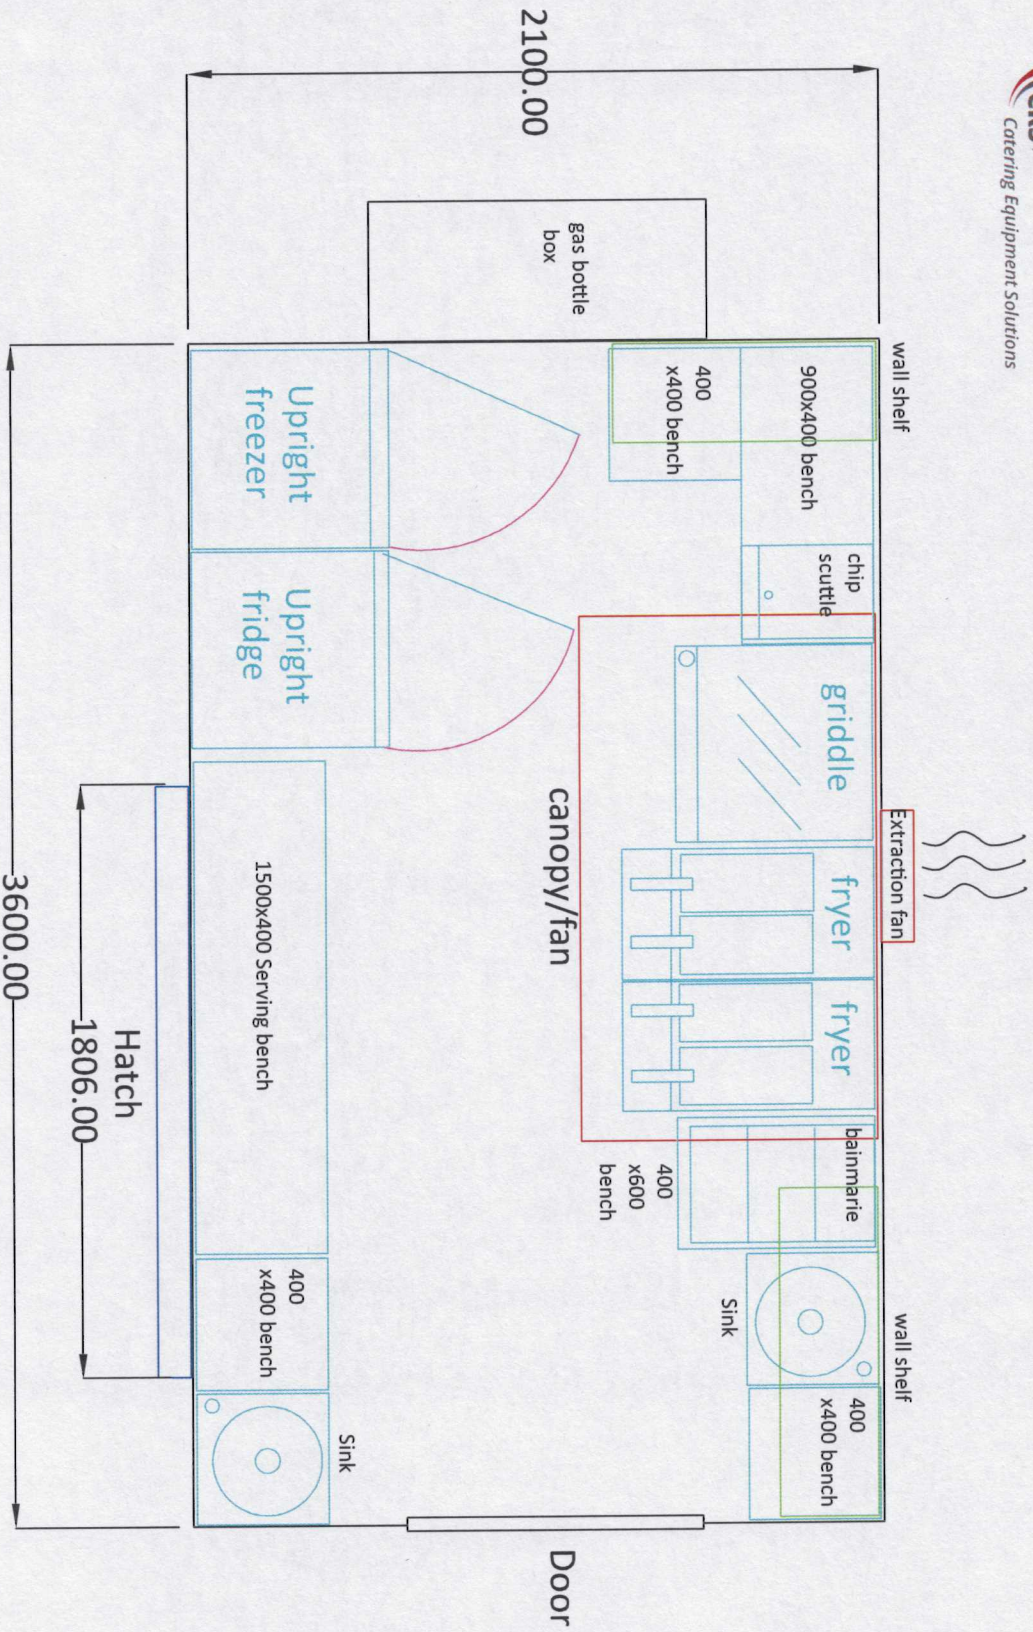 Catering Equipment Solutions
wall shelf
Extraction fan
wall shelf
900x400 bench
chip
scuttle
griddle
fryer
fryer
bainmarie
400
x400 bench
400
x400 bench
400
x600
bench
Sink
canopy/fan
gas bottle
box
Door
2100.00
Upright
freezer
Upright
fridge
1500x400 Serving bench
400
x400 bench
Sink
Hatch
1806.00
3600.00